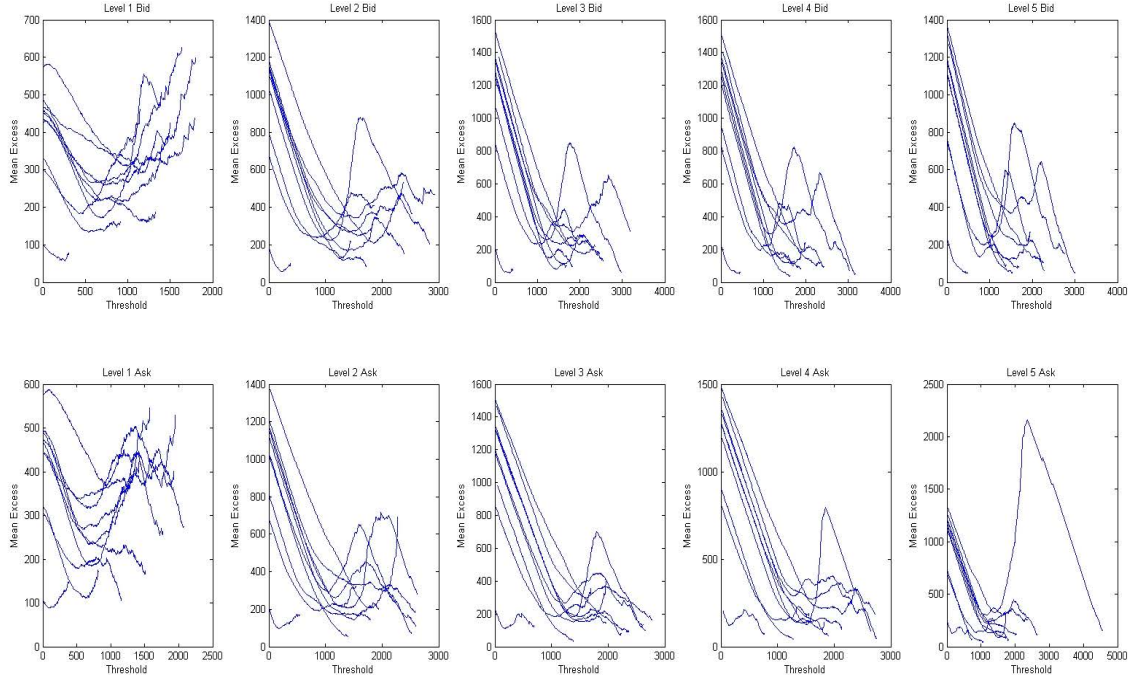 Level 1 Bid
Level 2 Bid
Level 3 Bid
Level 4 Bid
Level 5 Bid
700
600
500
400
300
200
100
0
Mean Excess
0 500 1000 1500 2000
Threshold
1400
1200
1000
800
600
400
200
0
Mean Excess
0 1000 2000 3000
Threshold
1600
1400
1200
1000
800
600
400
200
0
Mean Excess
0 1000 2000 3000 4000
Threshold
1600
1400
1200
1000
800
600
400
200
0
Mean Excess
0 1000 2000 3000 4000
Threshold
1400
1200
1000
800
600
400
200
0
Mean Excess
0 1000 2000 3000 4000
Threshold
Level 1 Ask
Level 2 Ask
Level 3 Ask
Level 4 Ask
Level 5 Ask
600
500
400
300
200
100
0
Mean Excess
0 500 1000 1500 2000 2500
Threshold
1400
1200
1000
800
600
400
200
0
Mean Excess
0 1000 2000 3000
Threshold
1600
1400
1200
1000
800
600
400
200
0
Mean Excess
0 1000 2000 3000
Threshold
1500
1000
500
0
Mean Excess
0 1000 2000 3000
Threshold
2500
2000
1500
1000
500
0
Mean Excess
0 1000 2000 3000 4000 5000
Threshold